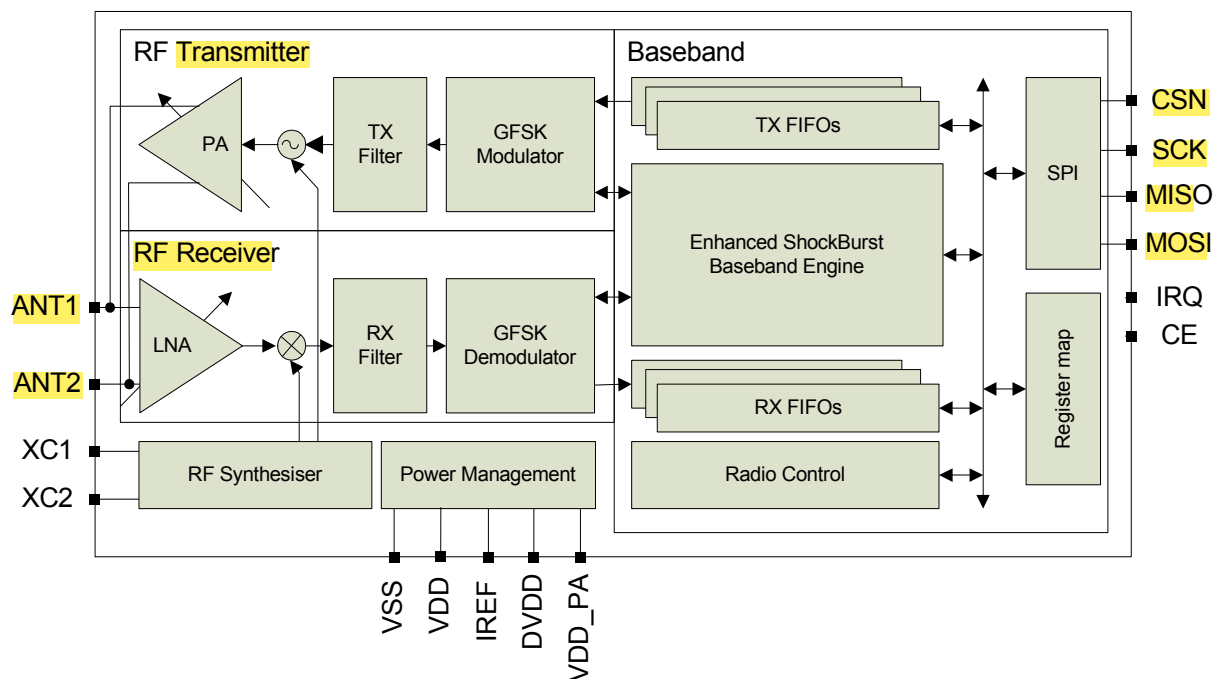 RF Transmitter
Baseband
PA
TX
Filter
GFSK
Modulator
TX FIFOs
SPI
CSN
SCK
MISO
MOSI
Enhanced ShockBurst
Baseband Engine
RF Receiver
ANT1
ANT2
LNA
RX
Filter
GFSK
Demodulator
RX FIFOs
Register map
IRQ
CE
XC1
XC2
RF Synthesiser
Power Management
Radio Control
VSS
VDD
IREF
DVDD
VDD_PA